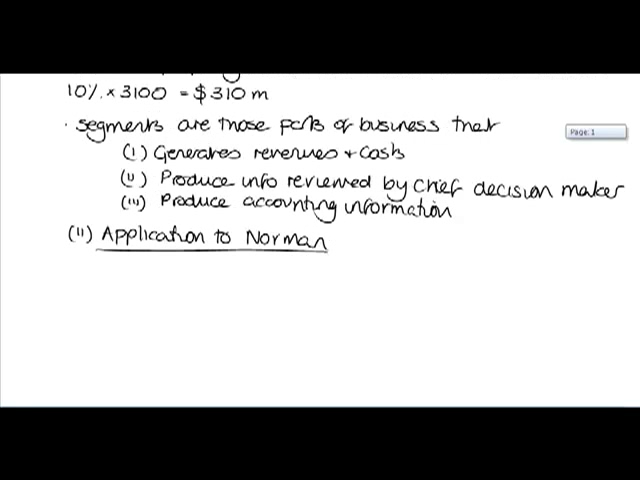 10% × 3100 = $310 m
· Segments are those parts of business that
Page: 1
(i) Generates revenues + costs
(ii) Produce info reviewed by chief decision maker
(iii) Produce accounting information
(ii) Application to Norman